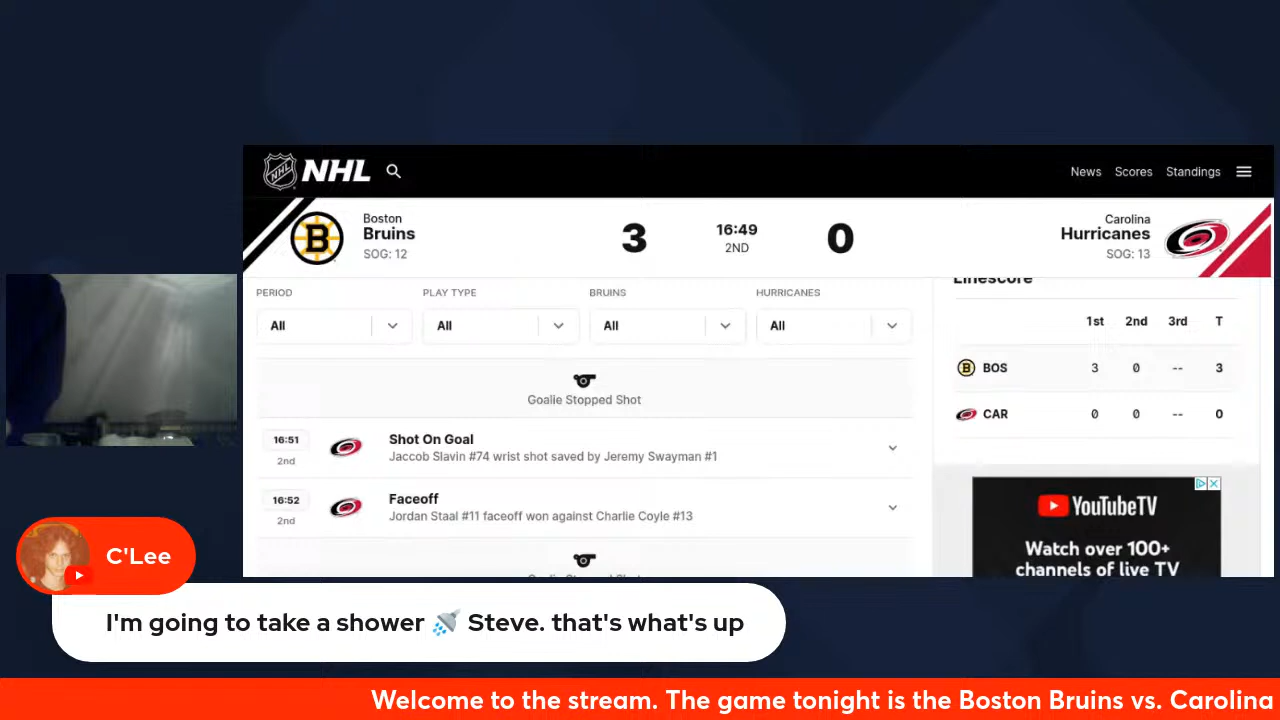 NHL
NHL
News Scores Standings
Boston
Bruins
SOG: 12
3
16:49
2ND
0
Carolina
Hurricanes
SOG: 13
B
PERIOD PLAY TYPE BRUINS HURRICANES
All All All All
Goalie Stopped Shot
16:51
2nd
Shot On Goal
Jaccob Slavin #74 wrist shot saved by Jeremy Swayman #1
16:52
2nd
Faceoff
Jordan Staal #11 faceoff won against Charlie Coyle #13
Goalie Stopped Shot
Linescore
1st 2nd 3rd T
B BOS 3 0 -- 3
CAR 0 0 -- 0
YouTubeTV
Watch over 100+
channels of live TV
C'Lee
I'm going to take a shower 🚿 Steve. that's what's up
Welcome to the stream. The game tonight is the Boston Bruins vs. Carolina